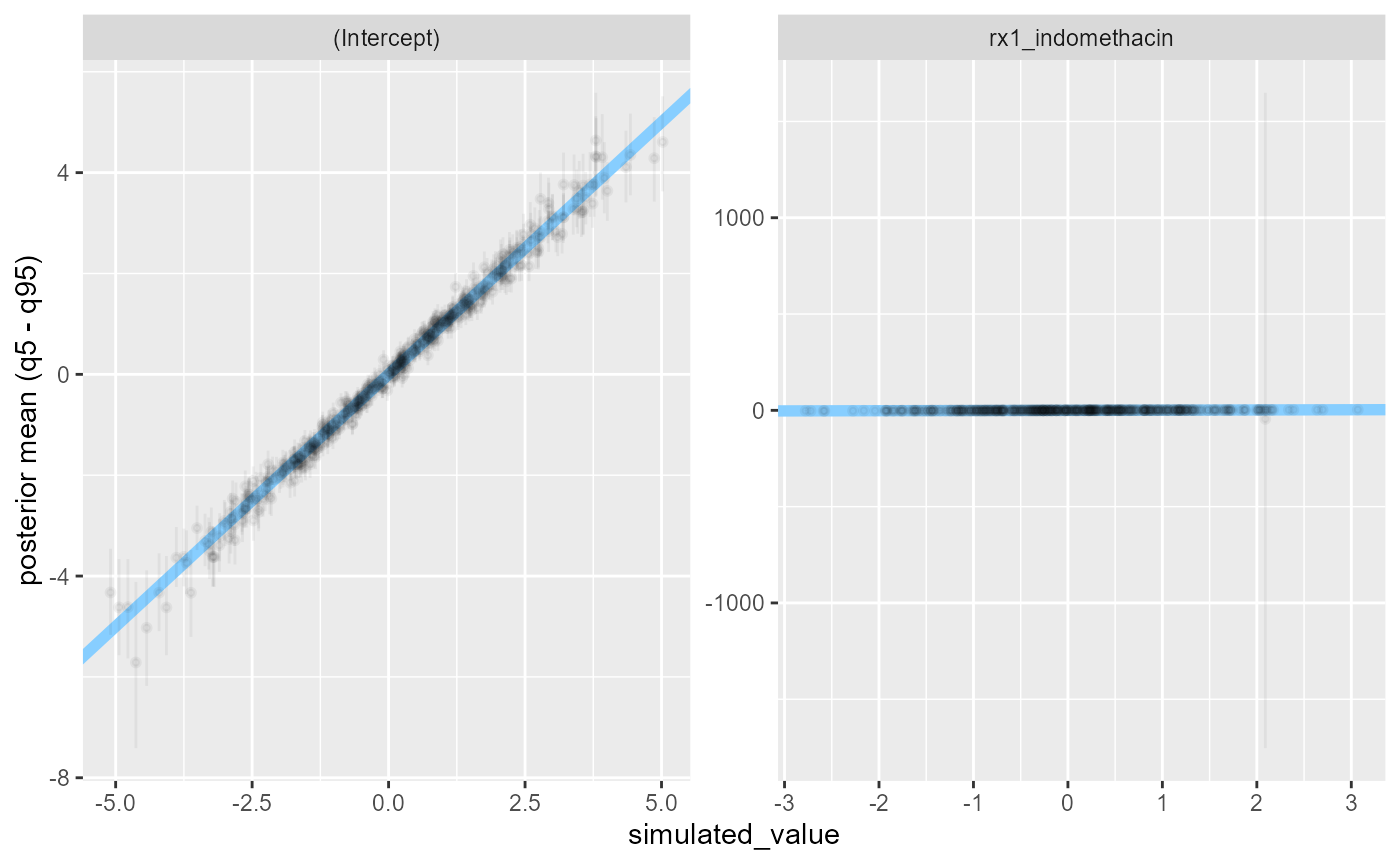 (Intercept)
rx1_indomethacin
posterior mean (q5 - q95)
4
0
-4
-8
1000
0
-1000
-5.0 -2.5 0.0 2.5 5.0
-3 -2 -1 0 1 2 3
simulated_value